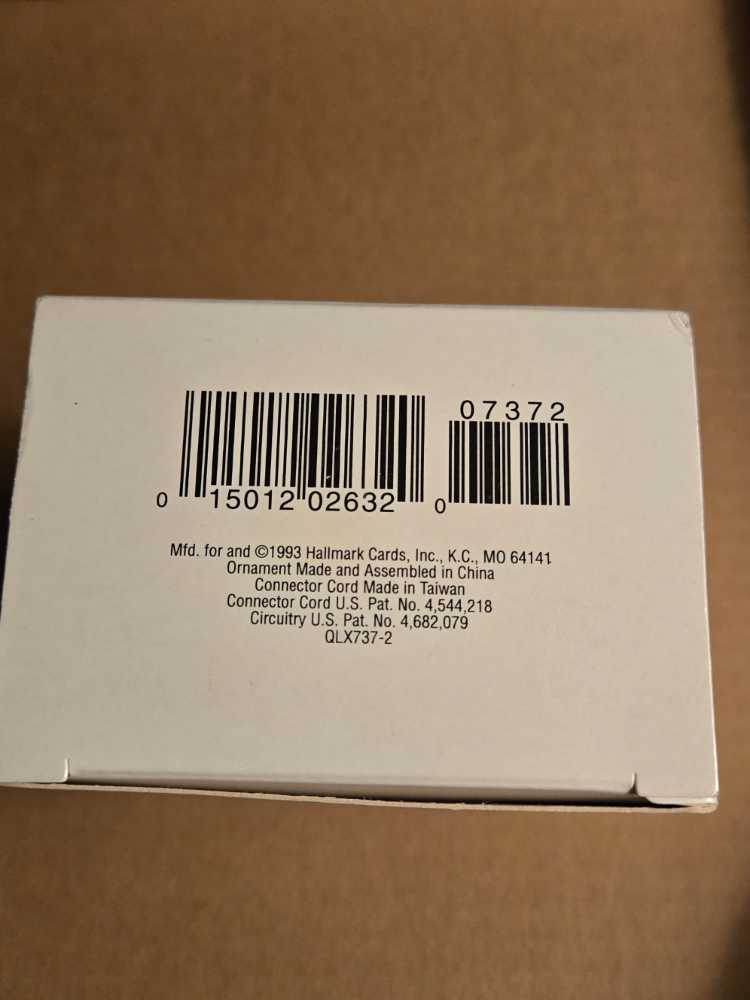 07372
0 15012 02632 0
Mfd. for and ©1993 Hallmark Cards, Inc., K.C., MO 64141
Ornament Made and Assembled in China
Connector Cord Made in Taiwan
Connector Cord U.S. Pat. No. 4,544,218
Circuitry U.S. Pat. No. 4,682,079
QLX737-2